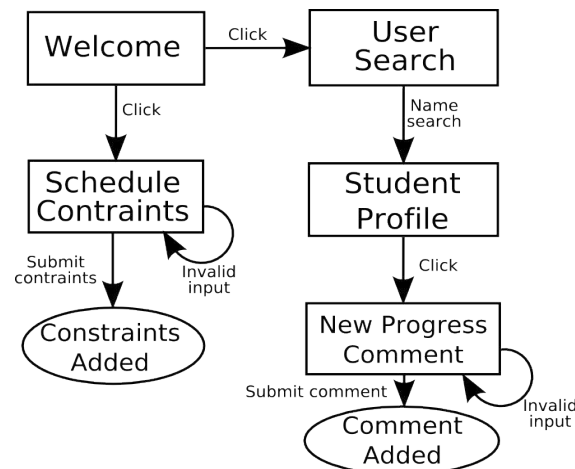 Welcome
Click
User
Search
Click
Name
search
Schedule
Contraints
Student
Profile
Submit
contraints
Invalid
input
Click
Constraints
Added
New Progress
Comment
Submit comment
Invalid
input
Comment
Added